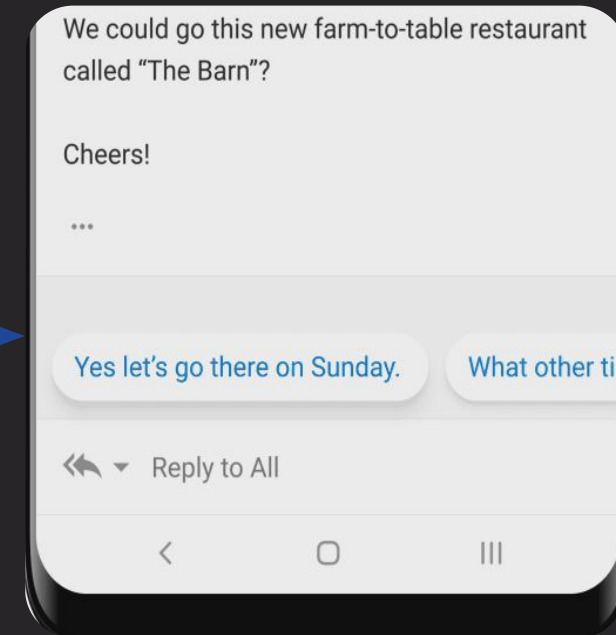 We could go this new farm-to-table restaurant
called “The Barn”?
Cheers!
...
Yes let’s go there on Sunday.
What other ti
Reply to All